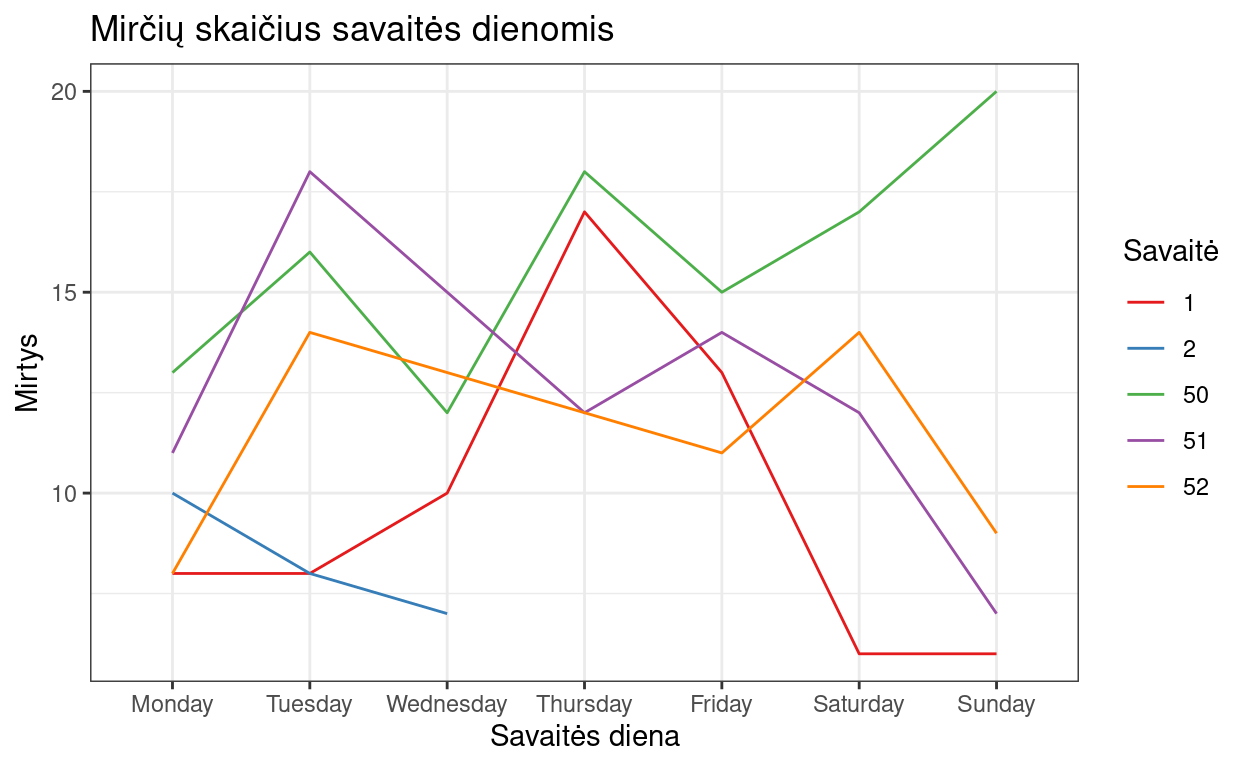 Mirčių skaičius savaitės dienomis
Mirtys
20
15
10
Monday Tuesday Wednesday Thursday Friday Saturday Sunday
Savaitės diena
Savaitė
1
2
50
51
52